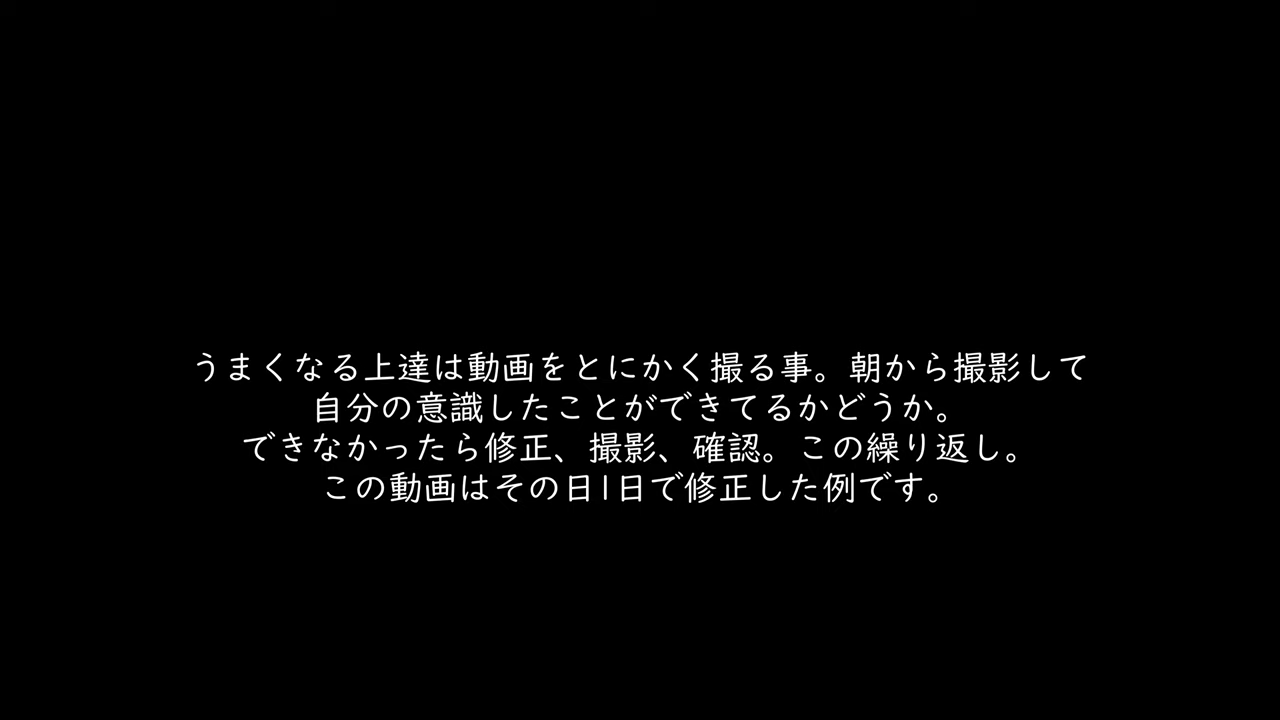 うまくなる上達は動画をとにかく撮る事。朝から撮影して
自分の意識したことができてるかどうか。
できなかったら修正、撮影、確認。この繰り返し。
この動画はその日1日で修正した例です。